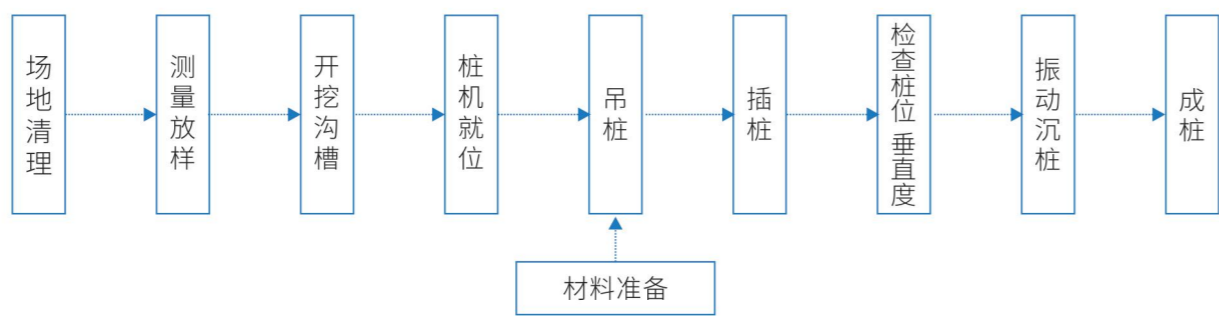 场地清理
测量放样
开挖沟槽
桩机就位
吊桩
插桩
检查桩位 垂直度
振动沉桩
成桩
材料准备